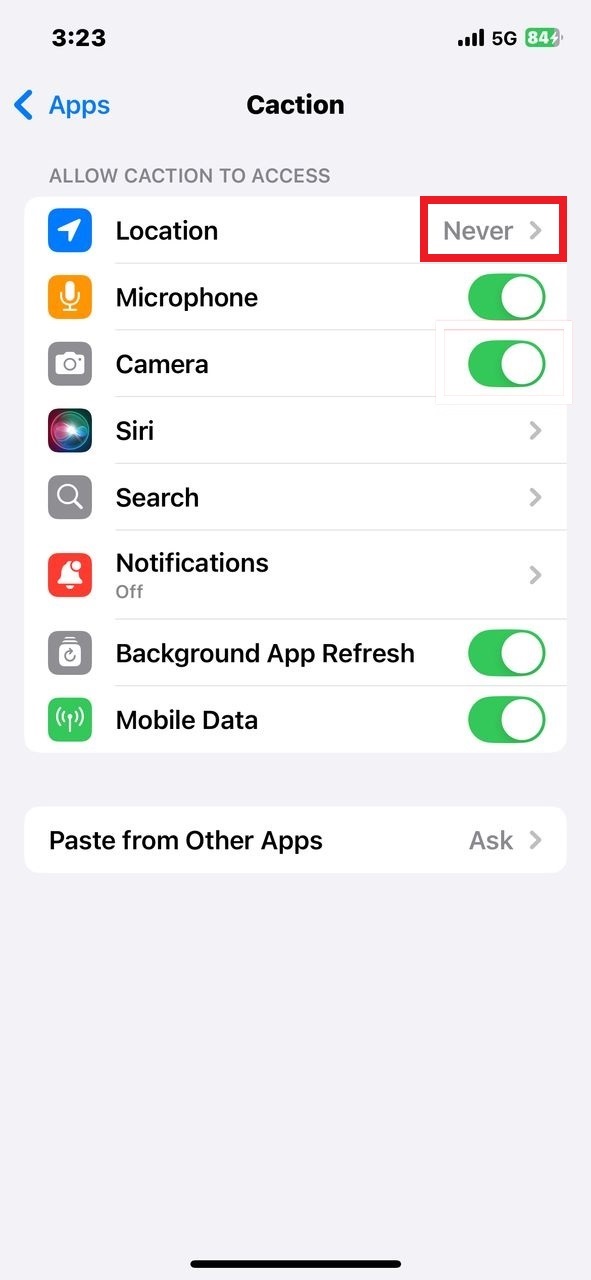 3:23
5G 84
Apps
Caction
ALLOW CACTION TO ACCESS
Location
Never
Microphone
Camera
Siri
Search
Notifications
Off
Background App Refresh
Mobile Data
Paste from Other Apps
Ask